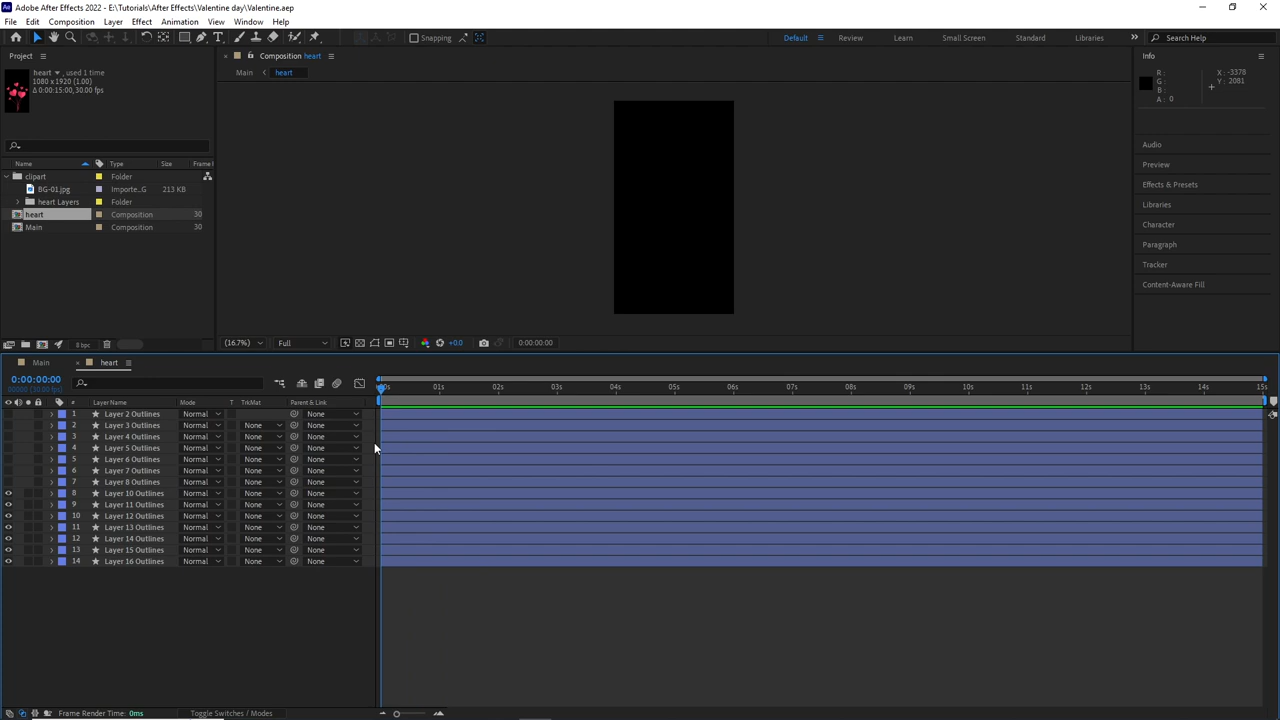 Adobe After Effects 2022 - E:\Tutorials\After Effects\Valentine day\Valentine.aep
File Edit Composition Layer Effect Animation View Window Help
Snapping
Default Review Learn Small Screen Standard Libraries Search Help
Project
heart , used 1 time
1080 x 1920 (1.00)
Δ 0:00:15:00, 30.00 fps
Name Type Size Frame
clipart Folder
BG-01.jpg Importe...G 213 KB
heart Layers Folder
heart Composition 30
Main Composition 30
8 bpc
Composition heart
Main heart
(16.7%) Full +0.0 0:00:00:00
Info
R: X: -3378
G: Y: 2081
B:
A: 0
Audio
Preview
Effects & Presets
Libraries
Character
Paragraph
Tracker
Content-Aware Fill
Main heart
0:00:00:00
00000 (30.00 fps)
:00s 01s 02s 03s 04s 05s 06s 07s 08s 09s 10s 11s 12s 13s 14s 15s
# Layer Name Mode T TrkMat Parent & Link
1 Layer 2 Outlines Normal None
2 Layer 3 Outlines Normal None None
3 Layer 4 Outlines Normal None None
4 Layer 5 Outlines Normal None None
5 Layer 6 Outlines Normal None None
6 Layer 7 Outlines Normal None None
7 Layer 8 Outlines Normal None None
8 Layer 10 Outlines Normal None None
9 Layer 11 Outlines Normal None None
10 Layer 12 Outlines Normal None None
11 Layer 13 Outlines Normal None None
12 Layer 14 Outlines Normal None None
13 Layer 15 Outlines Normal None None
14 Layer 16 Outlines Normal None None
Frame Render Time: 0ms Toggle Switches / Modes